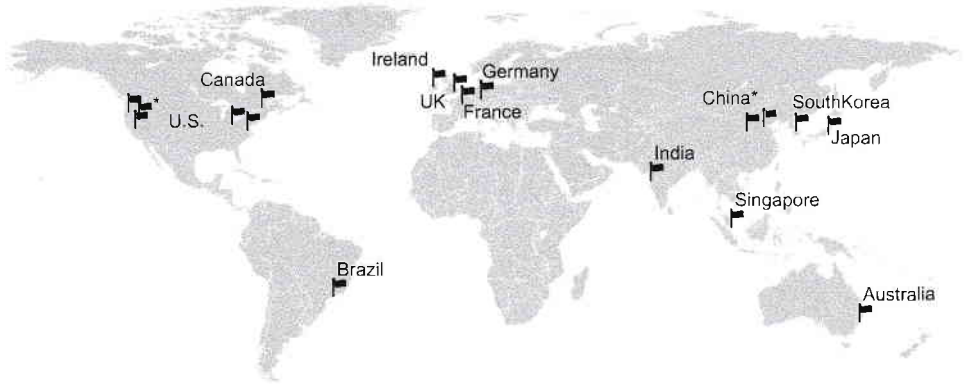 Ireland
Germany
Canada
UK
France
China*
SouthKorea
*
U.S.
Japan
India
Singapore
Brazil
Australia